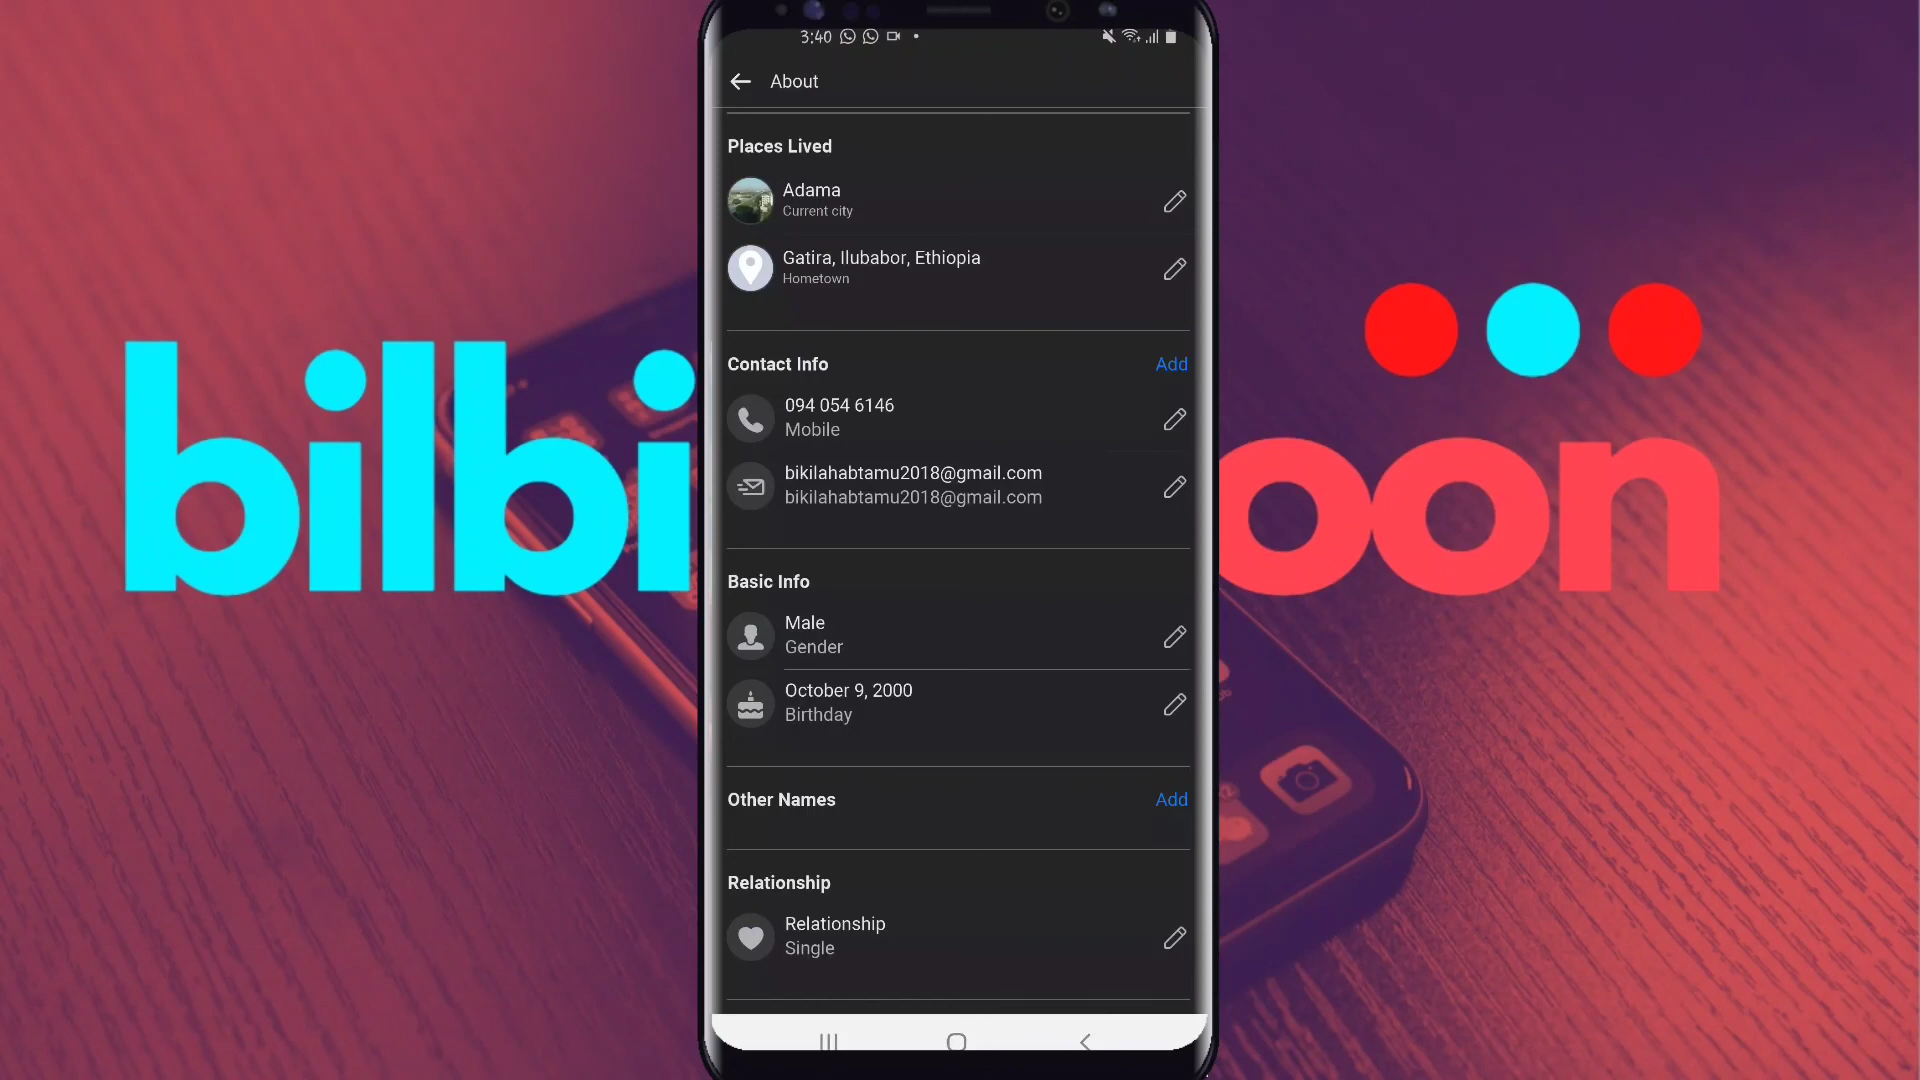 3:40
About
Places Lived
Adama
Current city
Gatira, Ilubabor, Ethiopia
Hometown
Contact Info
Add
094 054 6146
Mobile
bikilahabtamu2018@gmail.com
bikilahabtamu2018@gmail.com
Basic Info
Male
Gender
October 9, 2000
Birthday
Other Names
Add
Relationship
Relationship
Single
bilbi
oon